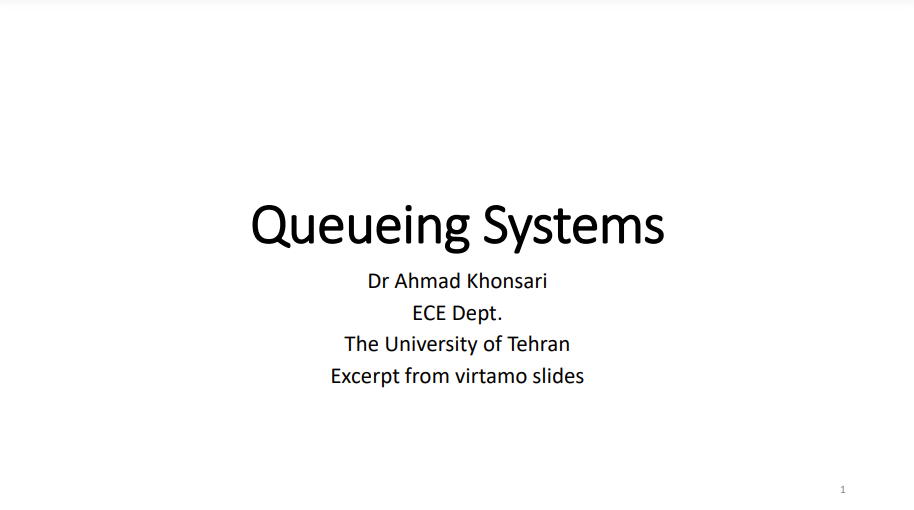 Queueing Systems
Dr Ahmad Khonsari
ECE Dept.
The University of Tehran
Excerpt from virtamo slides
1